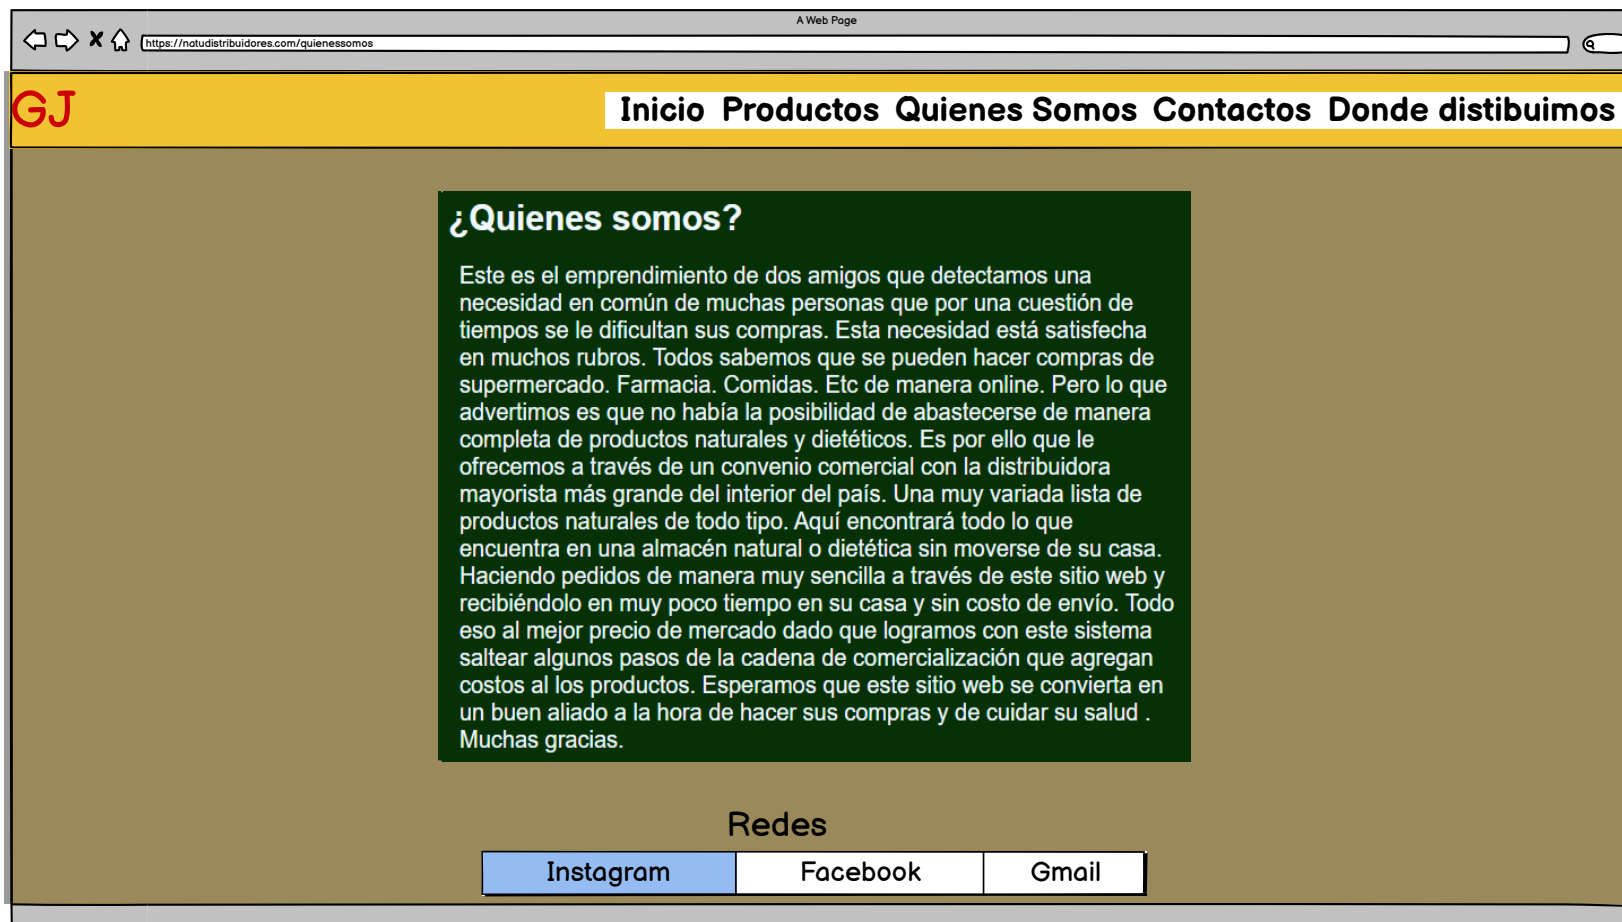 A Web Page
https://natudistribuidores.com/quienessomos
GJ
Inicio Productos Quienes Somos Contactos Donde distibuimos
¿Quienes somos?
Este es el emprendimiento de dos amigos que detectamos una
necesidad en común de muchas personas que por una cuestión de
tiempos se le dificultan sus compras. Esta necesidad está satisfecha
en muchos rubros. Todos sabemos que se pueden hacer compras de
supermercado. Farmacia. Comidas. Etc de manera online. Pero lo que
advertimos es que no había la posibilidad de abastecerse de manera
completa de productos naturales y dietéticos. Es por ello que le
ofrecemos a través de un convenio comercial con la distribuidora
mayorista más grande del interior del país. Una muy variada lista de
productos naturales de todo tipo. Aquí encontrará todo lo que
encuentra en una almacén natural o dietética sin moverse de su casa.
Haciendo pedidos de manera muy sencilla a través de este sitio web y
recibiéndolo en muy poco tiempo en su casa y sin costo de envío. Todo
eso al mejor precio de mercado dado que logramos con este sistema
saltear algunos pasos de la cadena de comercialización que agregan
costos al los productos. Esperamos que este sitio web se convierta en
un buen aliado a la hora de hacer sus compras y de cuidar su salud .
Muchas gracias.
Redes
Instagram Facebook Gmail